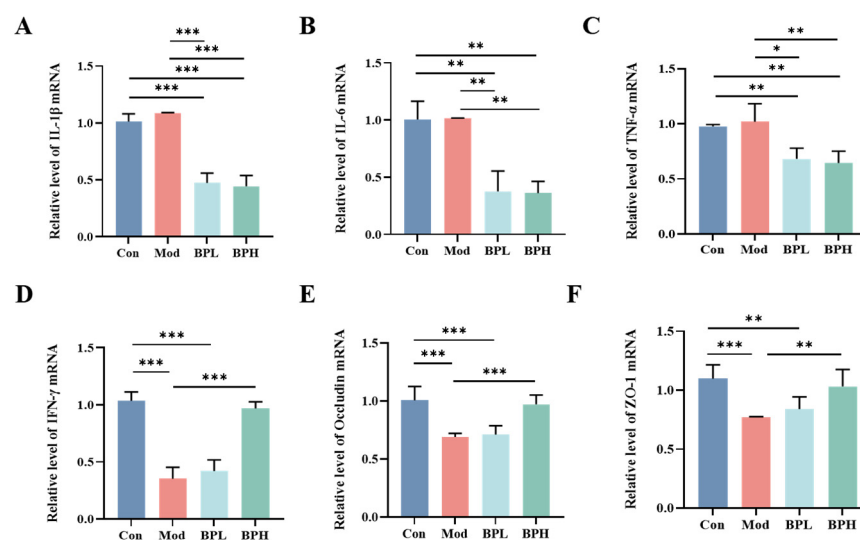 A
***
***
***
***
Relative level of IL-1β mRNA
1.5
1.0
0.5
0.0
Con Mod BPL BPH
B
**
**
**
**
Relative level of IL-6 mRNA
1.5
1.0
0.5
0.0
Con Mod BPL BPH
C
**
*
**
**
Relative level of TNF-α mRNA
1.5
1.0
0.5
0.0
Con Mod BPL BPH
D
***
***
***
Relative level of IFN-γ mRNA
1.5
1.0
0.5
0.0
Con Mod BPL BPH
E
***
***
***
Relative level of Occludin mRNA
1.5
1.0
0.5
0.0
Con Mod BPL BPH
F
**
***
**
Relative level of ZO-1 mRNA
1.5
1.0
0.5
0.0
Con Mod BPL BPH